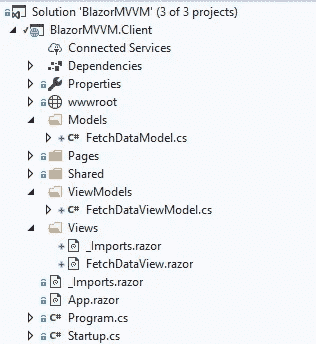 Solution 'BlazorMVVM' (3 of 3 projects)
BlazorMVVM.Client
Connected Services
Dependencies
Properties
wwwroot
Models
C# FetchDataModel.cs
Pages
Shared
ViewModels
C# FetchDataViewModel.cs
Views
_Imports.razor
FetchDataView.razor
_Imports.razor
App.razor
C# Program.cs
C# Startup.cs